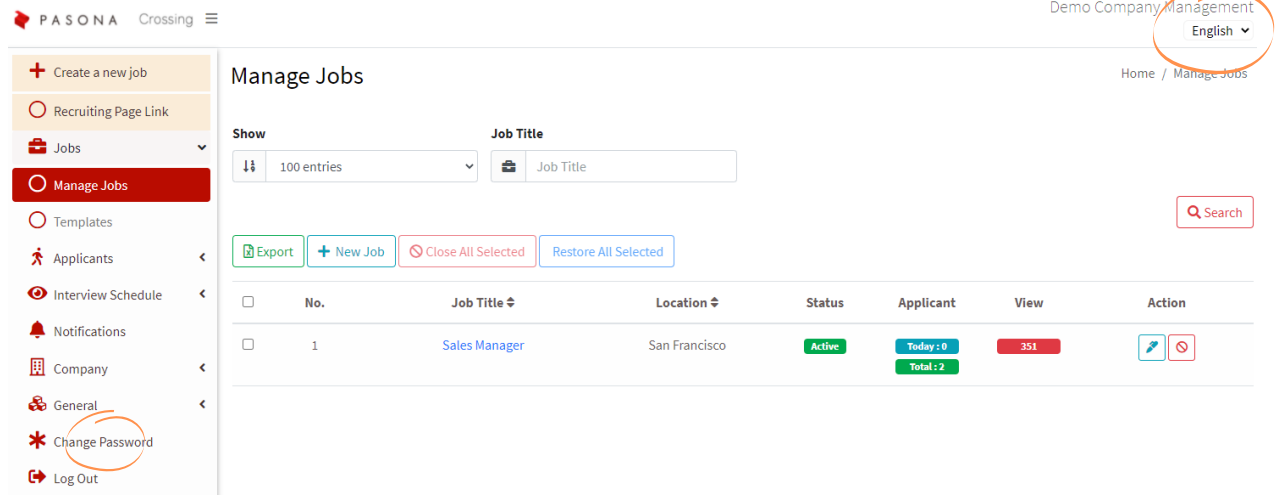 PASONA Crossing
Demo Company Management
English
Create a new job
Recruiting Page Link
Jobs
Manage Jobs
Templates
Applicants
Interview Schedule
Notifications
Company
General
Change Password
Log Out
Manage Jobs
Home / Manage Jobs
Show Job Title
100 entries Job Title
Search
Export New Job Close All Selected Restore All Selected
No. Job Title Location Status Applicant View Action
1 Sales Manager San Francisco Active Today : 0 351
Total : 2